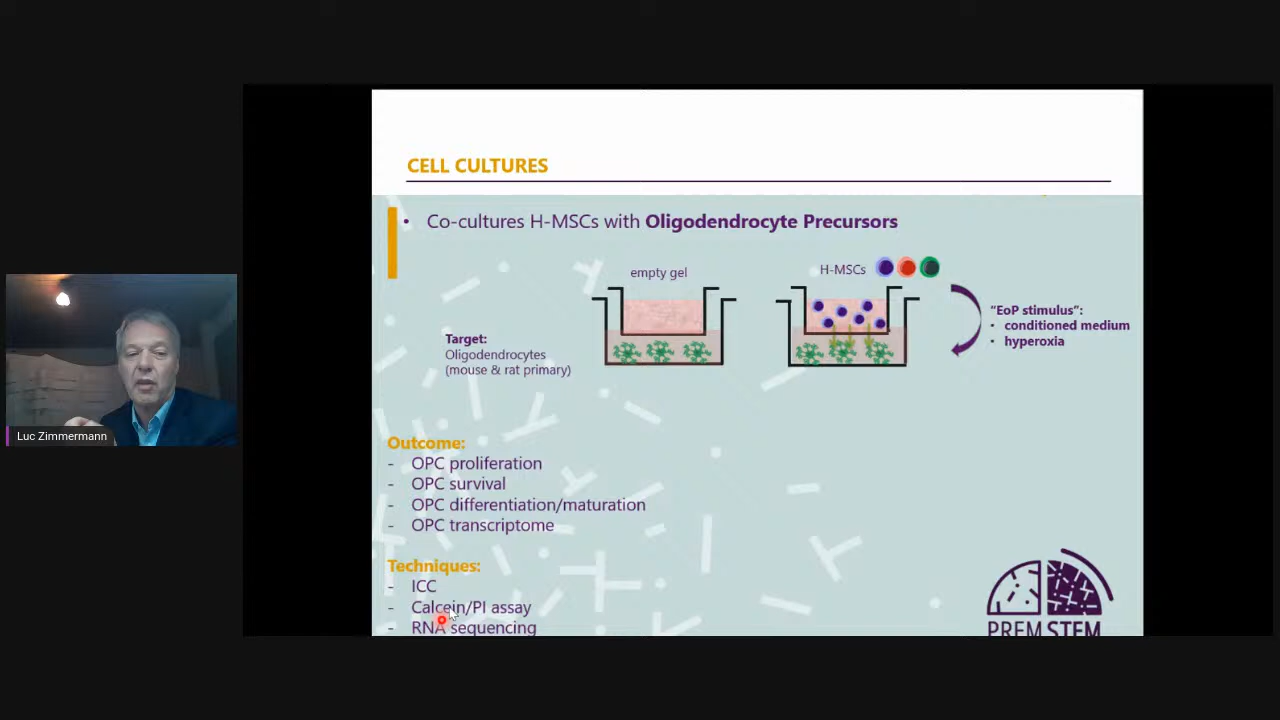 CELL CULTURES
• Co-cultures H-MSCs with Oligodendrocyte Precursors
empty gel
H-MSCs
"EoP stimulus":
• conditioned medium
• hyperoxia
Target:
Oligodendrocytes
(mouse & rat primary)
Luc Zimmermann
Outcome:
- OPC proliferation
- OPC survival
- OPC differentiation/maturation
- OPC transcriptome
Techniques:
- ICC
- Calcein/PI assay
- RNA sequencing
PREMSTEM